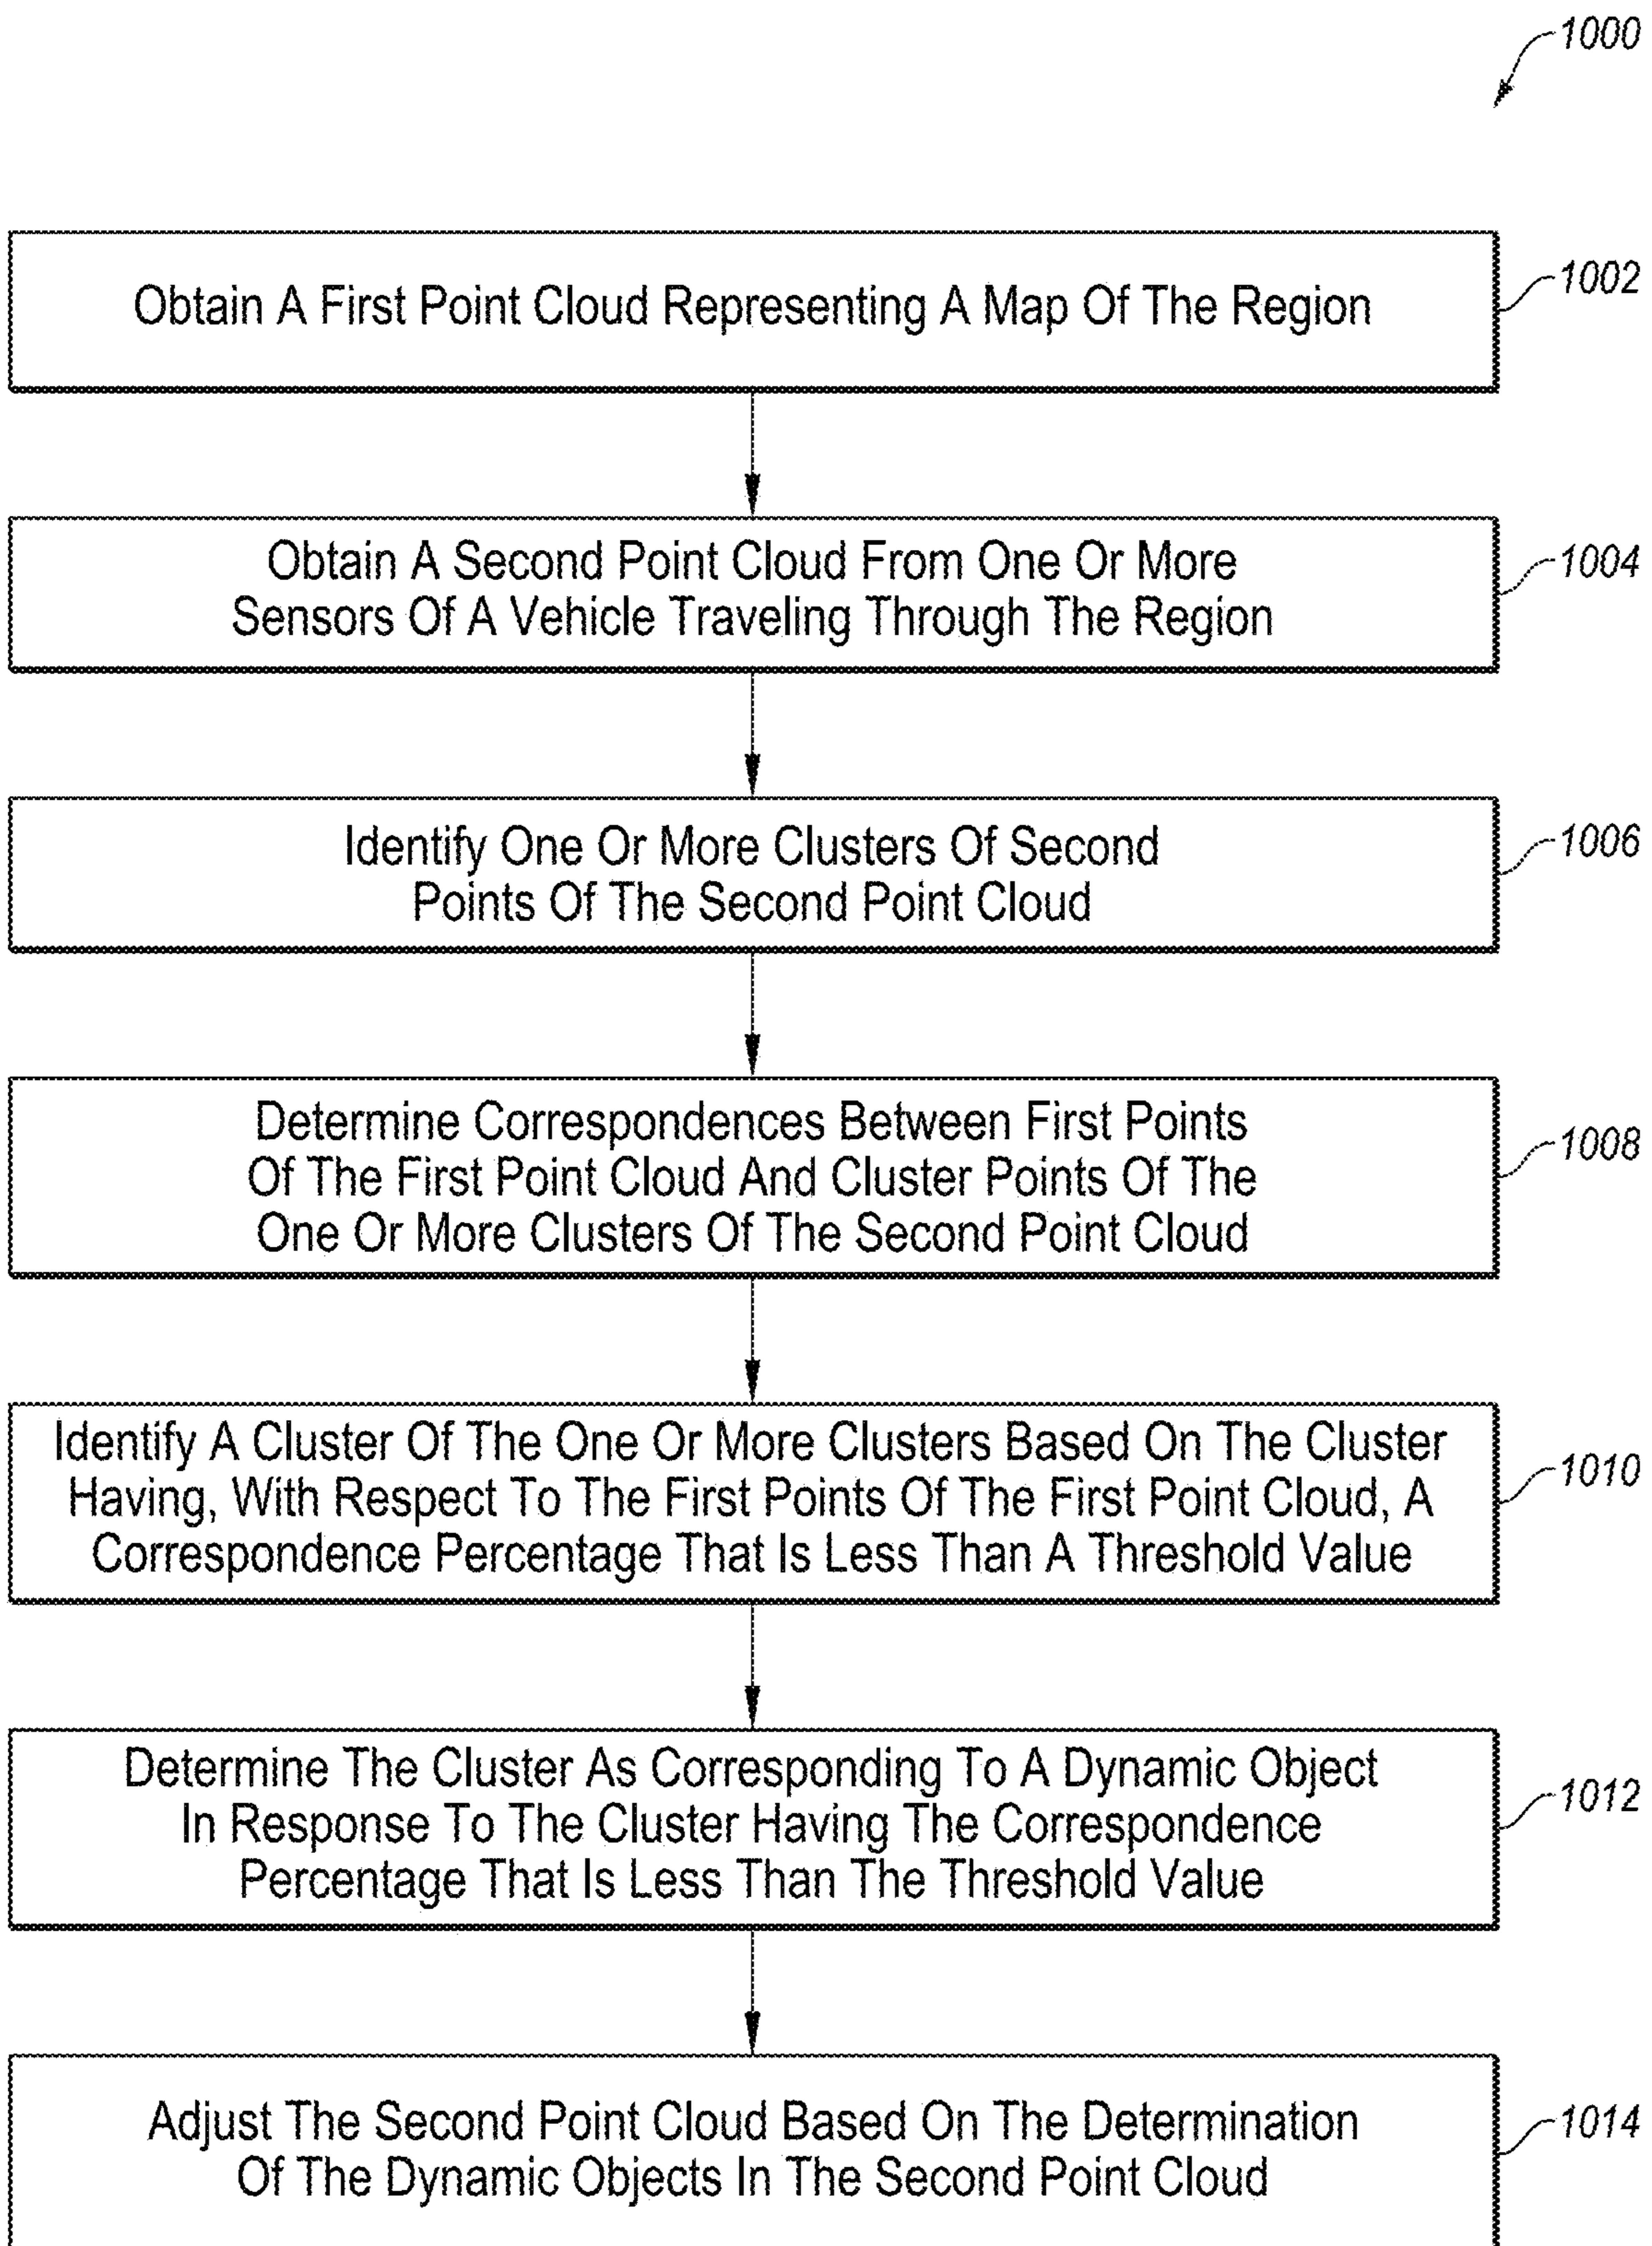 1000
Obtain A First Point Cloud Representing A Map Of The Region
1002
Obtain A Second Point Cloud From One Or More
Sensors Of A Vehicle Traveling Through The Region
1004
Identify One Or More Clusters Of Second
Points Of The Second Point Cloud
1006
Determine Correspondences Between First Points
Of The First Point Cloud And Cluster Points Of The
One Or More Clusters Of The Second Point Cloud
1008
Identify A Cluster Of The One Or More Clusters Based On The Cluster
Having, With Respect To The First Points Of The First Point Cloud, A
Correspondence Percentage That Is Less Than A Threshold Value
1010
Determine The Cluster As Corresponding To A Dynamic Object
In Response To The Cluster Having The Correspondence
Percentage That Is Less Than The Threshold Value
1012
Adjust The Second Point Cloud Based On The Determination
Of The Dynamic Objects In The Second Point Cloud
1014